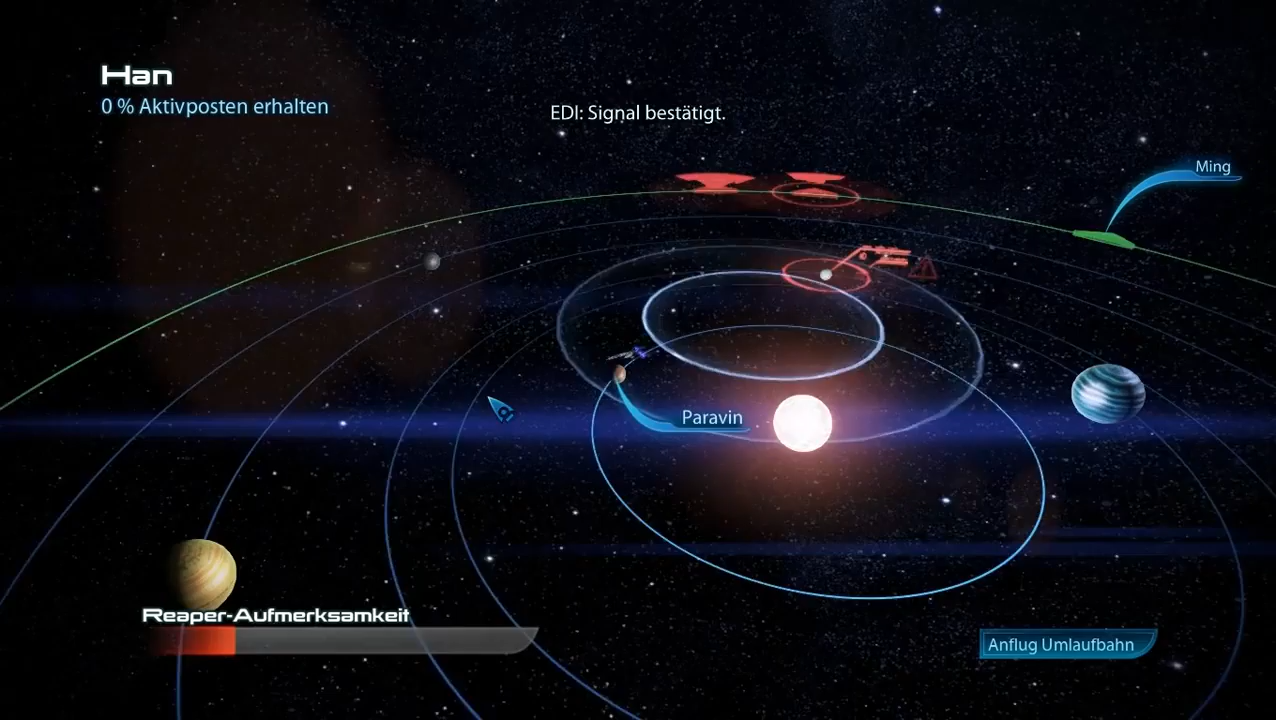 Han
0 % Aktivposten erhalten
EDI: Signal bestätigt.
Ming
Paravin
Reaper-Aufmerksamkeit
Anflug Umlaufbahn